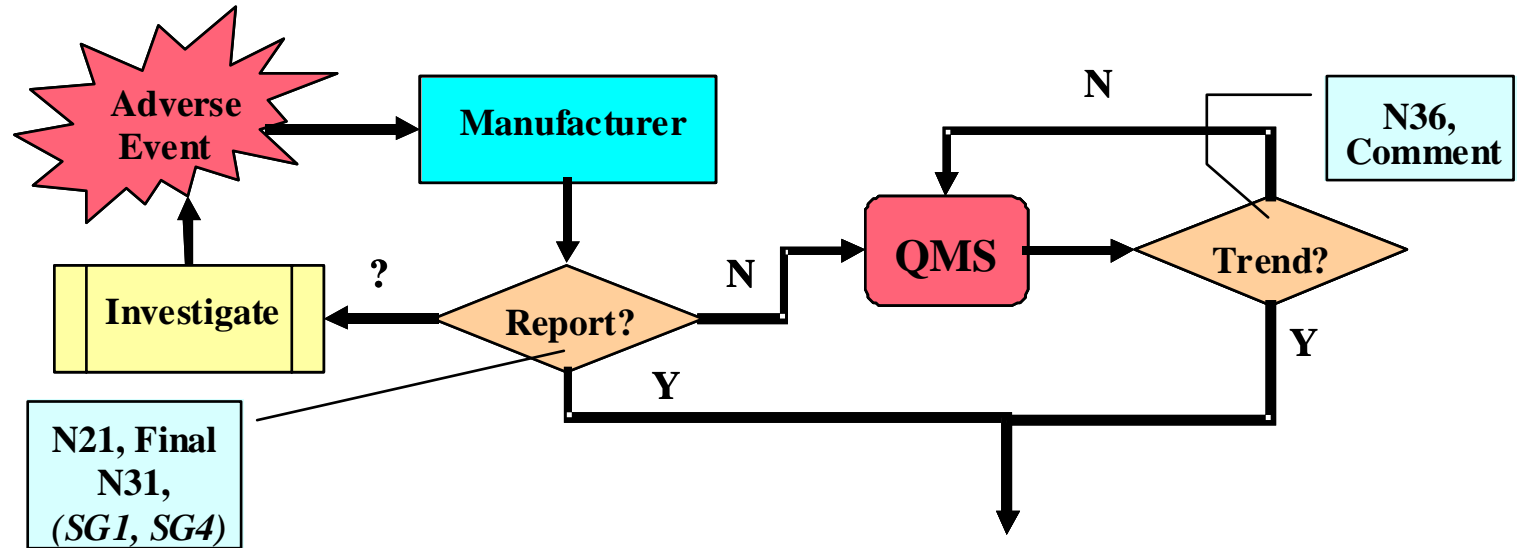 Adverse
Event
Manufacturer
N
N36,
Comment
?
N
QMS
Trend?
Investigate
Report?
Y
Y
N21, Final
N31,
(SG1, SG4)